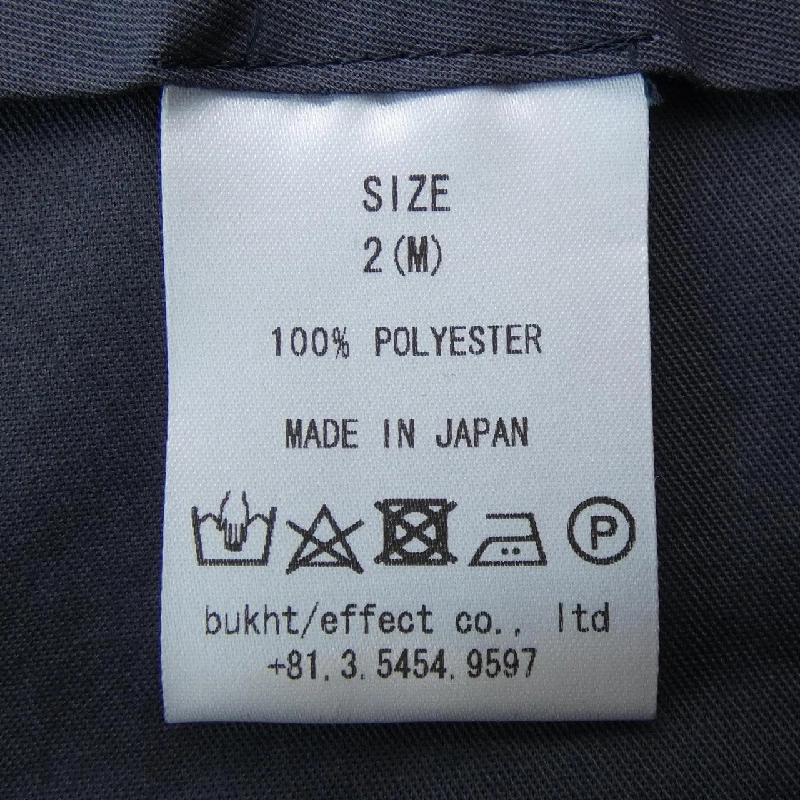 SIZE
2(M)
100% POLYESTER
MADE IN JAPAN
P
bukht/effect co., ltd
+81.3.5454.9597